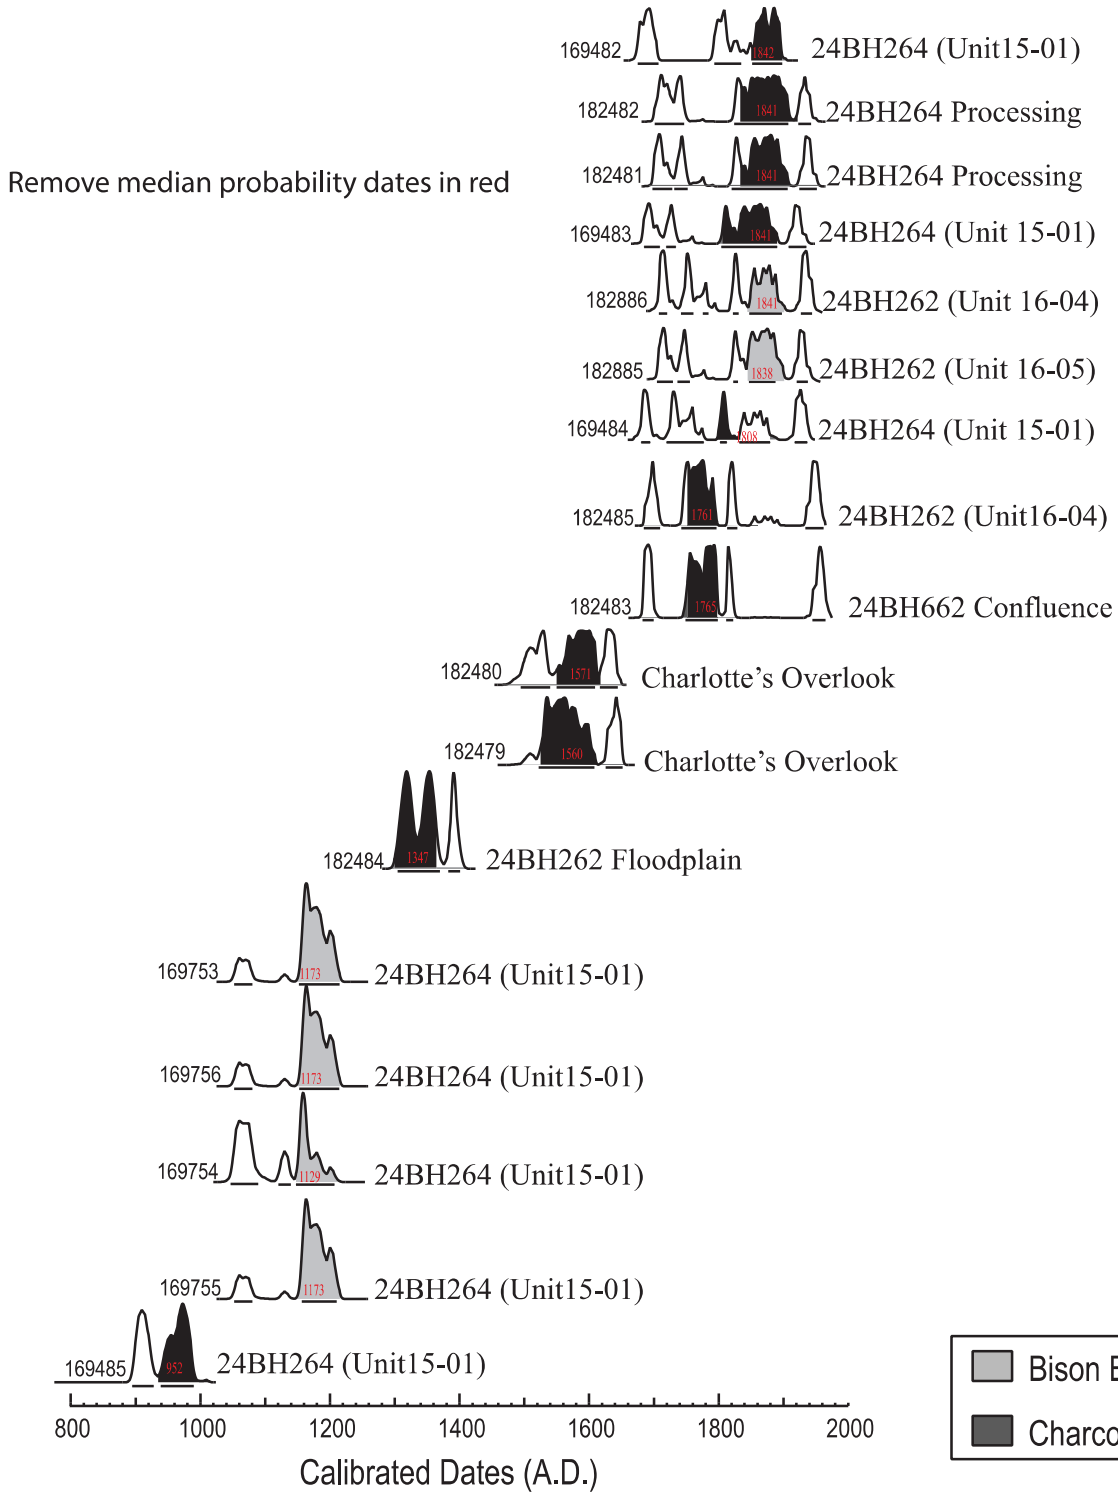 169482 1842 24BH264 (Unit15-01)
182482 1841 24BH264 Processing
Remove median probability dates in red
182481 1841 24BH264 Processing
169483 1841 24BH264 (Unit 15-01)
182886 1841 24BH262 (Unit 16-04)
182885 1838 24BH262 (Unit 16-05)
169484 1808 24BH264 (Unit 15-01)
182485 1761 24BH262 (Unit16-04)
182483 1765 24BH662 Confluence
182480 1571 Charlotte's Overlook
182479 1560 Charlotte's Overlook
182484 1347 24BH262 Floodplain
169753 1173 24BH264 (Unit15-01)
169756 1173 24BH264 (Unit15-01)
169754 1129 24BH264 (Unit15-01)
169755 1173 24BH264 (Unit15-01)
169485 952 24BH264 (Unit15-01)
Bison B
Charco
800 1000 1200 1400 1600 1800 2000
Calibrated Dates (A.D.)